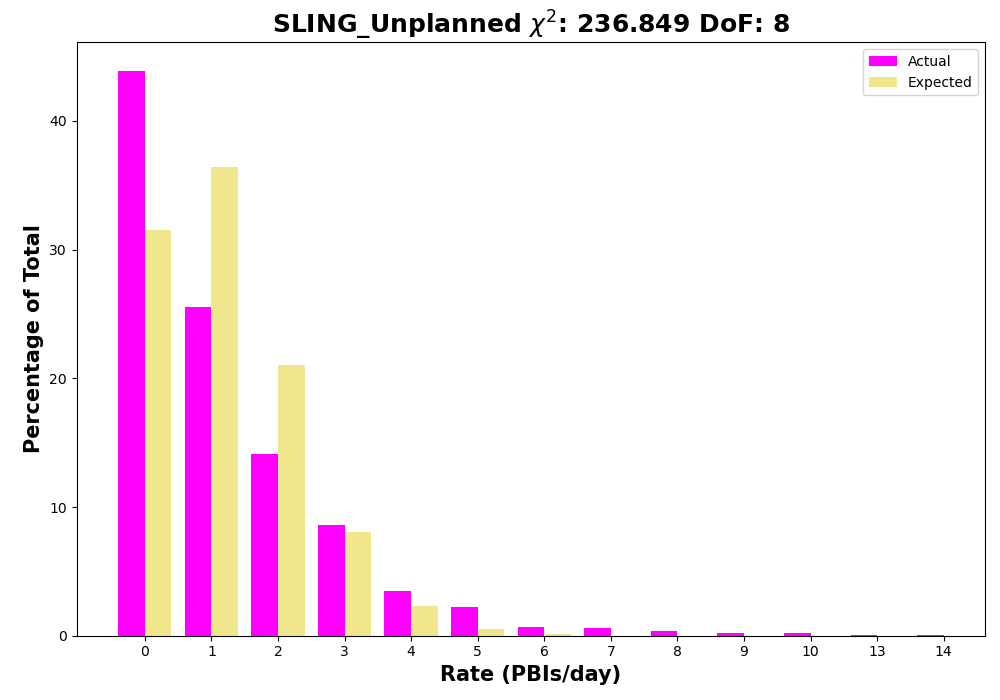 SLING_Unplanned χ²: 236.849 DoF: 8
Actual
Expected
Percentage of Total
40
30
20
10
0
0 1 2 3 4 5 6 7 8 9 10 13 14
Rate (PBIs/day)